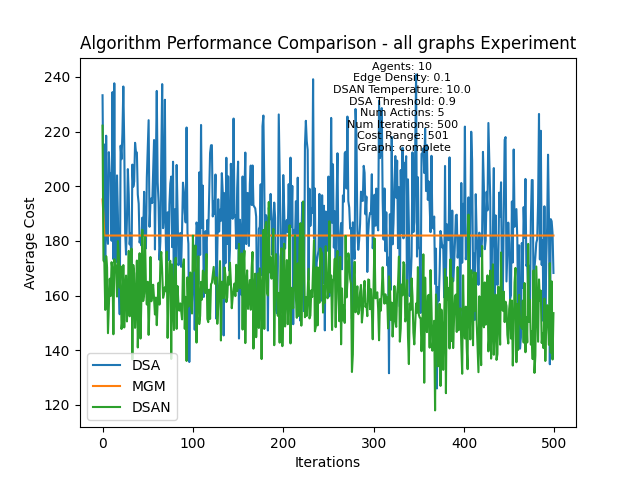 Algorithm Performance Comparison - all graphs Experiment
Agents: 10
Edge Density: 0.1
DSAN Temperature: 10.0
DSA Threshold: 0.9
Num Actions: 5
Num Iterations: 500
Cost Range: 501
Graph: complete
Average Cost
240
220
200
180
160
140
120
DSA
MGM
DSAN
0
100
200
300
400
500
Iterations